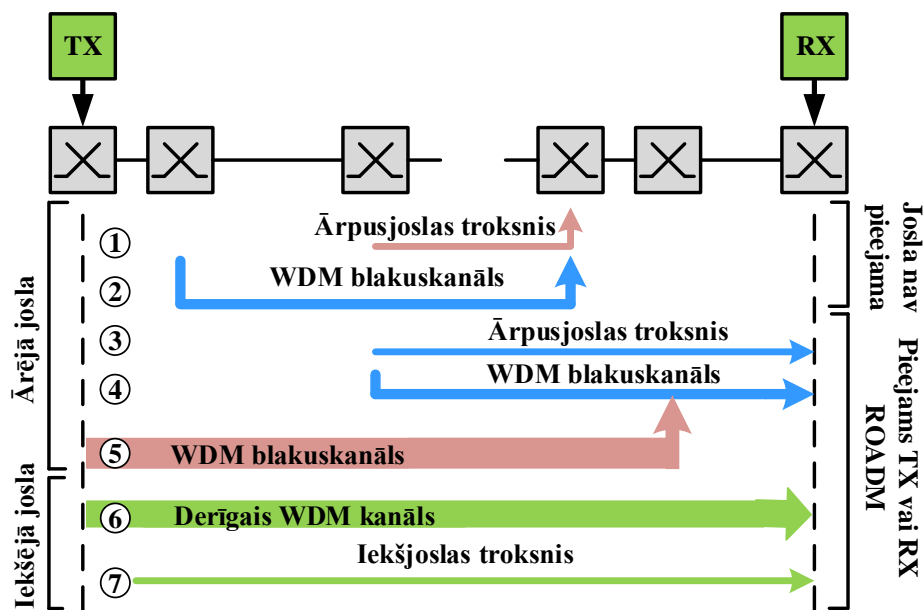 TX
RX
Ārējā josla
Iekšējā josla
1
Ārpusjoslas troksnis
2
WDM blakuskanāls
3
Ārpusjoslas troksnis
4
WDM blakuskanāls
5
WDM blakuskanāls
6
Derīgais WDM kanāls
7
Iekšjoslas troksnis
Josla nav
pieejama
Pieejams TX vai RX
ROADM